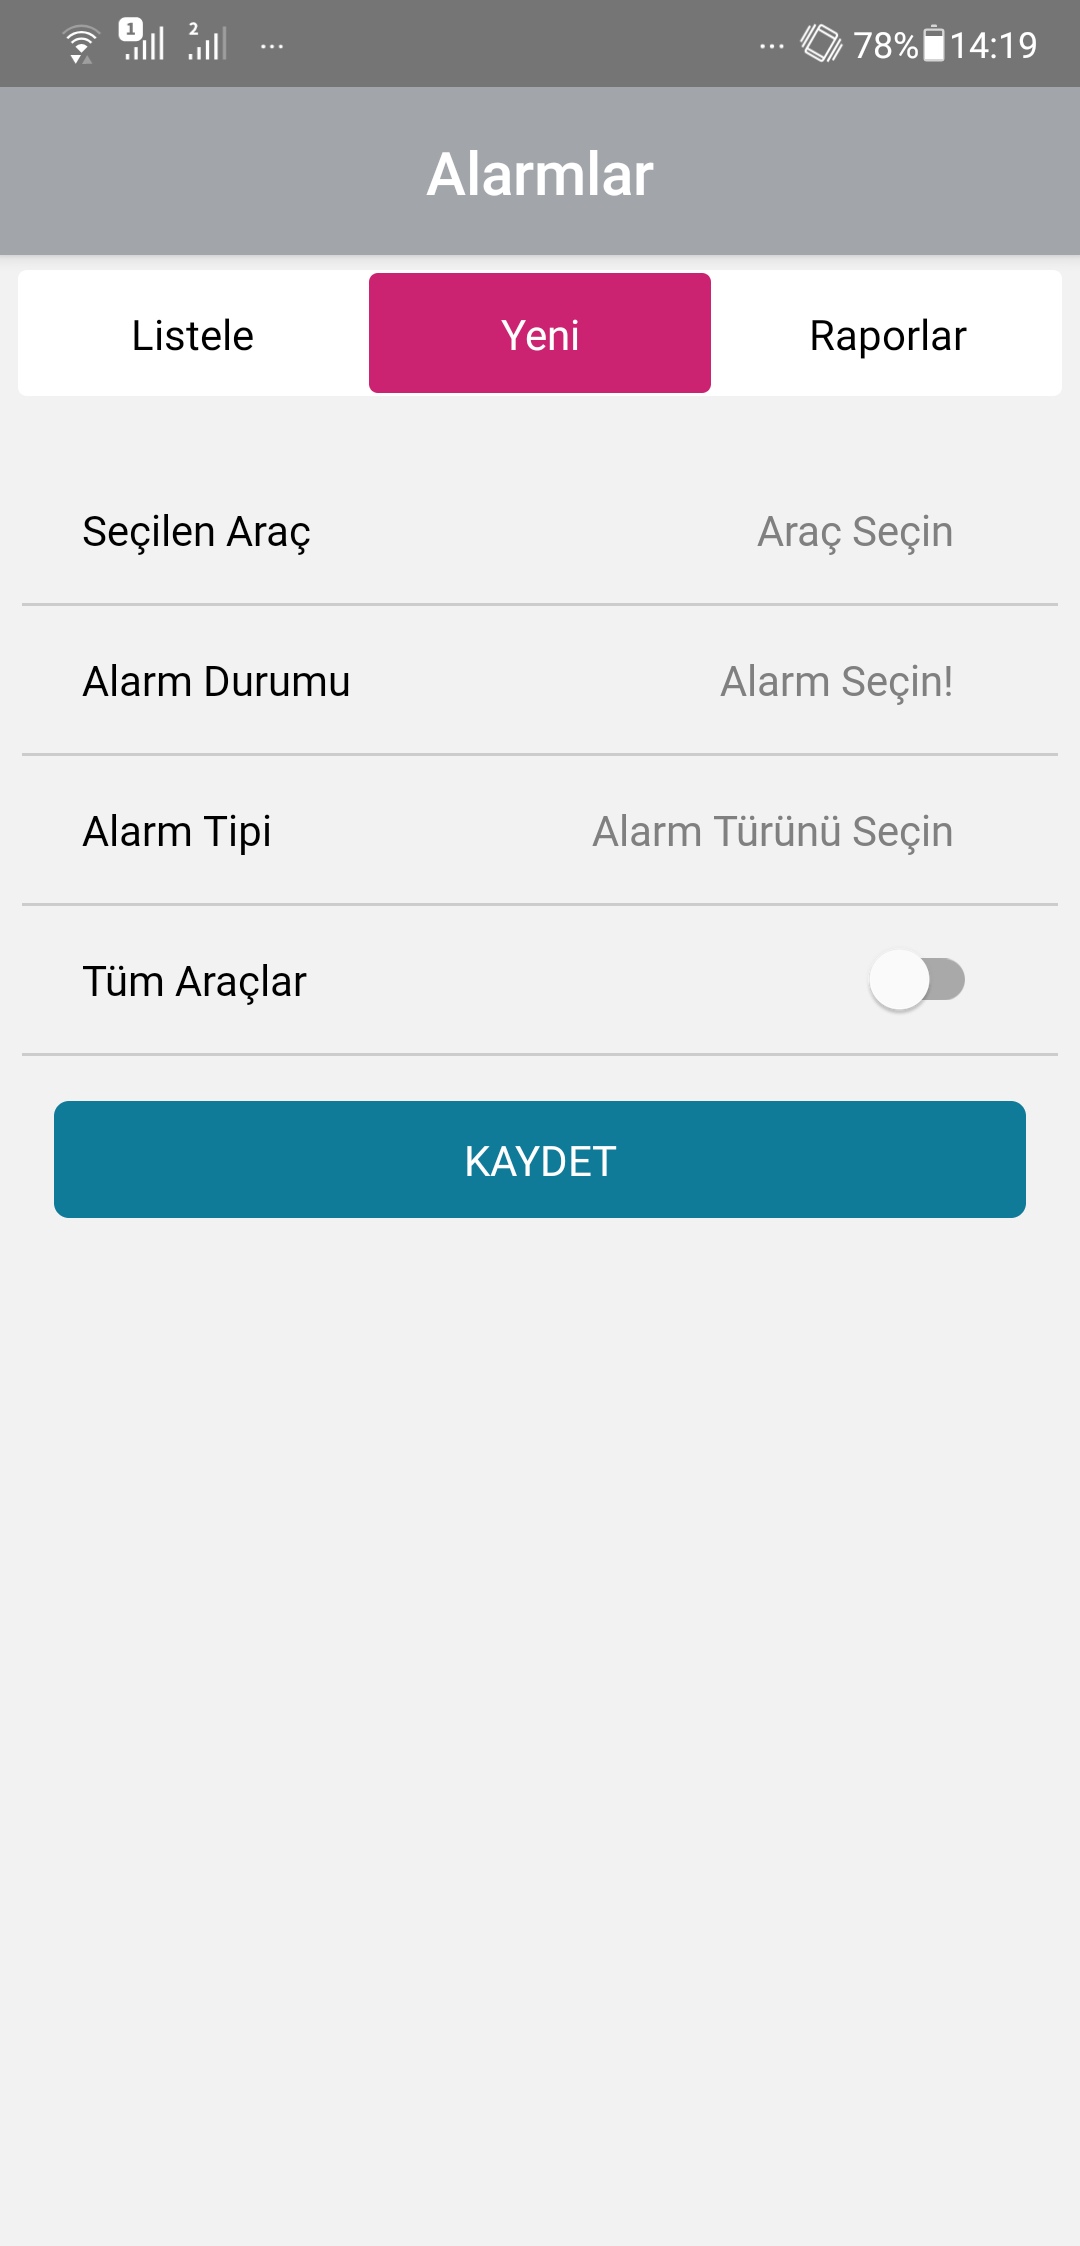 1 2 ... ... 78% 14:19
Alarmlar
Listele Yeni Raporlar
Seçilen Araç Araç Seçin
Alarm Durumu Alarm Seçin!
Alarm Tipi Alarm Türünü Seçin
Tüm Araçlar
KAYDET